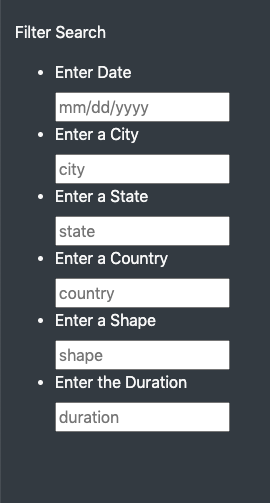 Filter Search
Enter Date
mm/dd/yyyy
Enter a City
city
Enter a State
state
Enter a Country
country
Enter a Shape
shape
Enter the Duration
duration